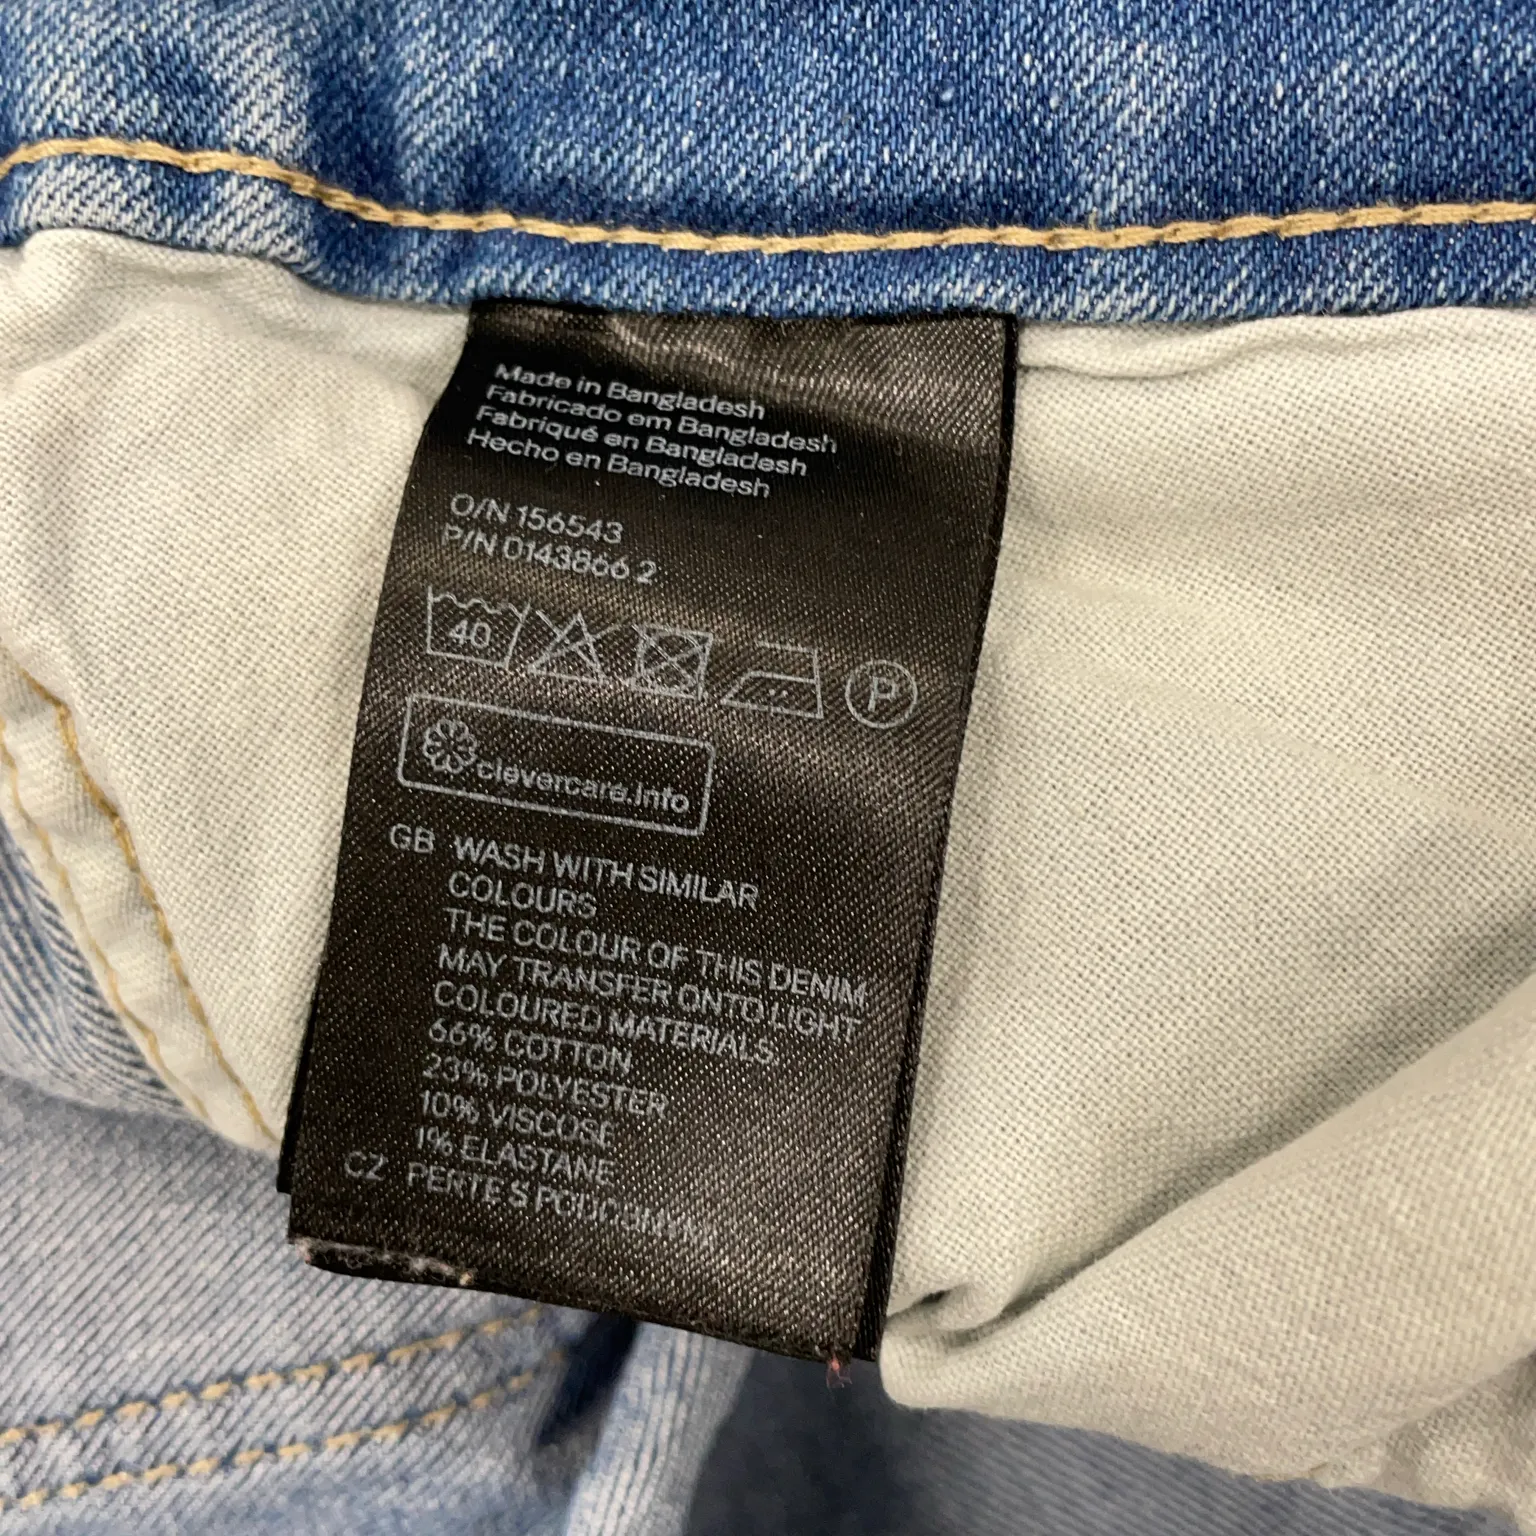 Made in Bangladesh
Fabricado em Bangladesh
Fabriqué en Bangladesh
Hecho en Bangladesh
O/N 156543
P/N 0143866 2
40
P
clevercare.info
GB WASH WITH SIMILAR
COLOURS
THE COLOUR OF THIS DENIM
MAY TRANSFER ONTO LIGHT
COLOURED MATERIALS
66% COTTON
23% POLYESTER
10% VISCOSE
1% ELASTANE
CZ PERTE S PODOBNÝMI